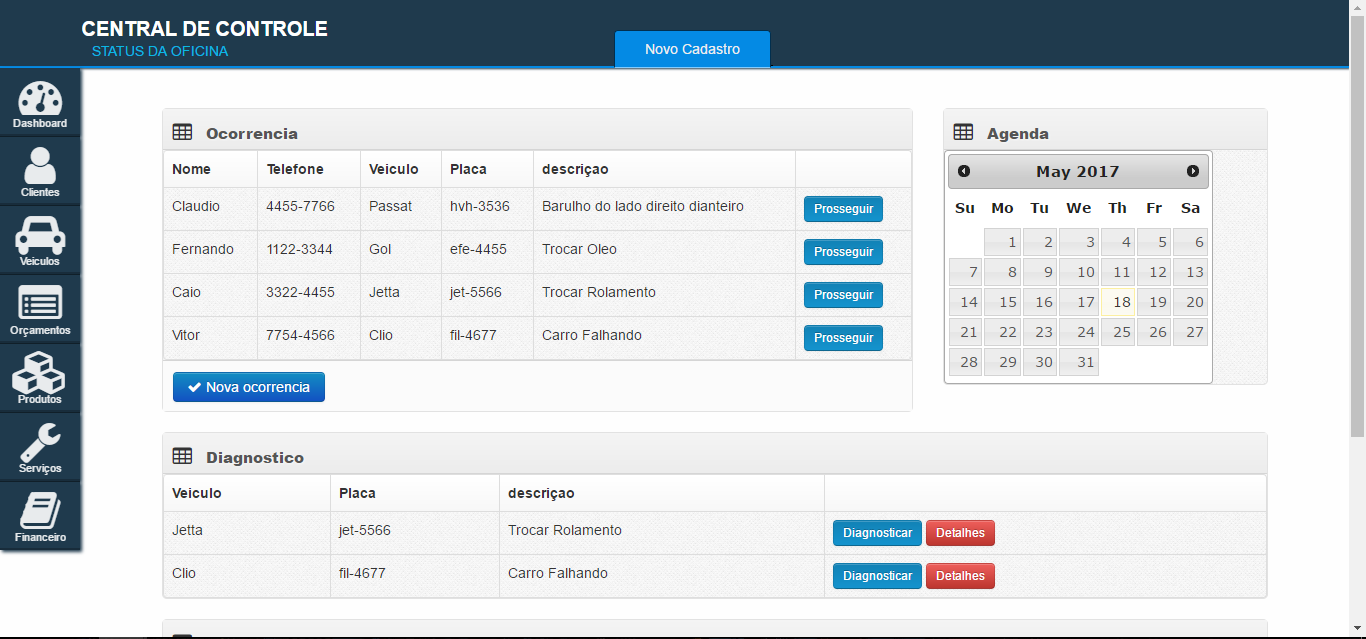 CENTRAL DE CONTROLE
STATUS DA OFICINA
Novo Cadastro
Dashboard
Clientes
Veículos
Orçamentos
Produtos
Serviços
Financeiro
Ocorrencia
Nome Telefone Veiculo Placa descriçao
Claudio 4455-7766 Passat hvh-3536 Barulho do lado direito dianteiro Prosseguir
Fernando 1122-3344 Gol efe-4455 Trocar Oleo Prosseguir
Caio 3322-4455 Jetta jet-5566 Trocar Rolamento Prosseguir
Vitor 7754-4566 Clio fil-4677 Carro Falhando Prosseguir
Nova ocorrencia
Agenda
May 2017
Su Mo Tu We Th Fr Sa
1 2 3 4 5 6
7 8 9 10 11 12 13
14 15 16 17 18 19 20
21 22 23 24 25 26 27
28 29 30 31
Diagnostico
Veiculo Placa descriçao
Jetta jet-5566 Trocar Rolamento Diagnosticar Detalhes
Clio fil-4677 Carro Falhando Diagnosticar Detalhes